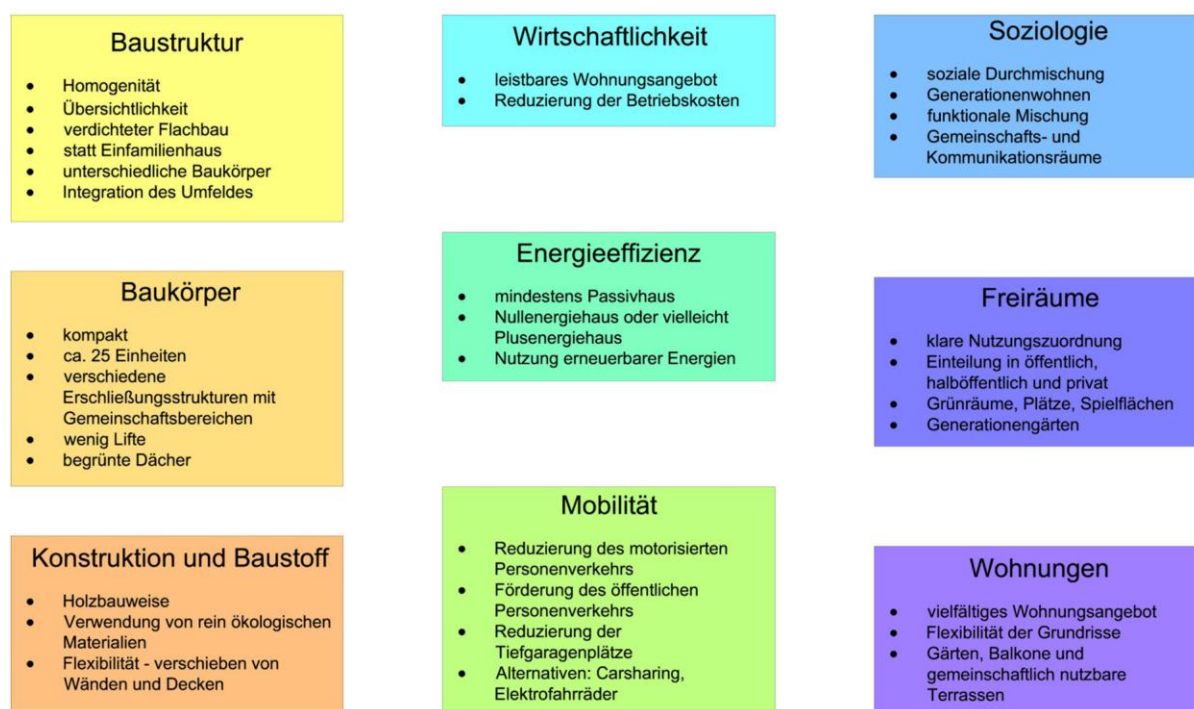 Baustruktur
• Homogenität
• Übersichtlichkeit
• verdichteter Flachbau
• statt Einfamilienhaus
• unterschiedliche Baukörper
• Integration des Umfeldes
Baukörper
• kompakt
• ca. 25 Einheiten
• verschiedene
Erschließungsstrukturen mit
Gemeinschaftsbereichen
• wenig Lifte
• begrünte Dächer
Konstruktion und Baustoff
• Holzbauweise
• Verwendung von rein ökologischen
Materialien
• Flexibilität - verschieben von
Wänden und Decken
Wirtschaftlichkeit
• leistbares Wohnungsangebot
• Reduzierung der Betriebskosten
Energieeffizienz
• mindestens Passivhaus
• Nullenergiehaus oder vielleicht
Plusenergiehaus
• Nutzung erneuerbarer Energien
Mobilität
• Reduzierung des motorisierten
Personenverkehrs
• Förderung des öffentlichen
Personenverkehrs
• Reduzierung der
Tiefgaragenplätze
• Alternativen: Carsharing,
Elektrofahrräder
Soziologie
• soziale Durchmischung
• Generationenwohnen
• funktionale Mischung
• Gemeinschafts- und
Kommunikationsräume
Freiräume
• klare Nutzungszuordnung
• Einteilung in öffentlich,
halböffentlich und privat
• Grünräume, Plätze, Spielflächen
• Generationengärten
Wohnungen
• vielfältiges Wohnungsangebot
• Flexibilität der Grundrisse
• Gärten, Balkone und
gemeinschaftlich nutzbare
Terrassen